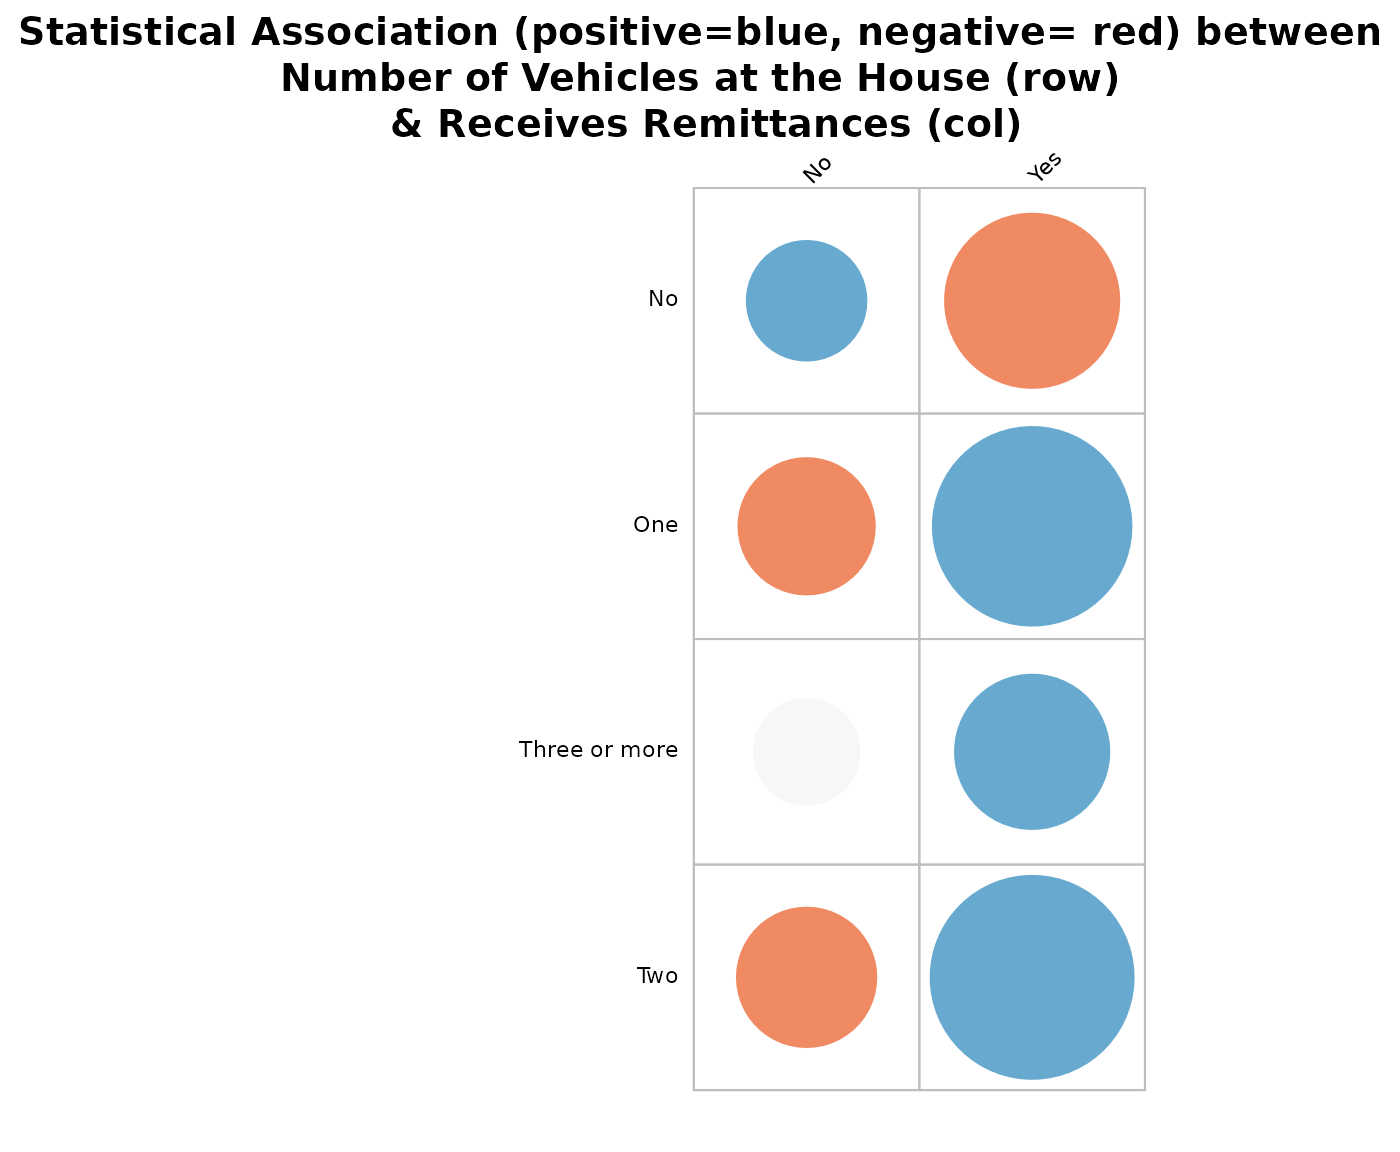 Statistical Association (positive=blue, negative= red) between
Number of Vehicles at the House (row)
& Receives Remittances (col)
No
Yes
No
One
Three or more
Two